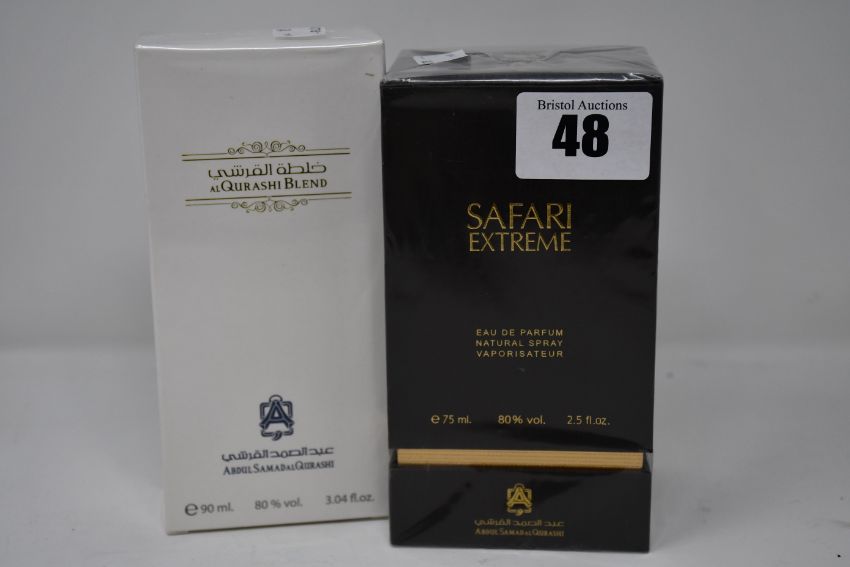 خلطة القرشي
AL QURASHI BLEND
عبد الصمد القرشي
ABDUL SAMAD AL QURASHI
℮ 90 ml. 80 % vol. 3.04 fl.oz.
Bristol Auctions
48
SAFARI
EXTREME
EAU DE PARFUM
NATURAL SPRAY
VAPORISATEUR
℮ 75 ml. 80% vol. 2.5 fl.oz.
عبد الصمد القرشي
ABDUL SAMAD AL QURASHI